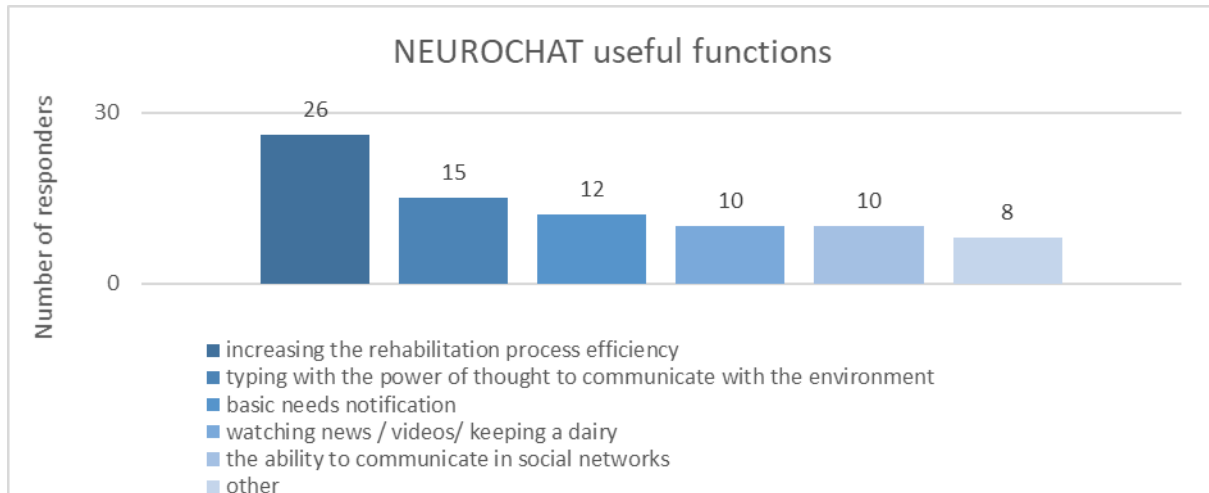 NEUROCHAT useful functions
Number of responders
30
0
26
15
12
10
10
8
increasing the rehabilitation process efficiency
typing with the power of thought to communicate with the environment
basic needs notification
watching news / videos/ keeping a dairy
the ability to communicate in social networks
other